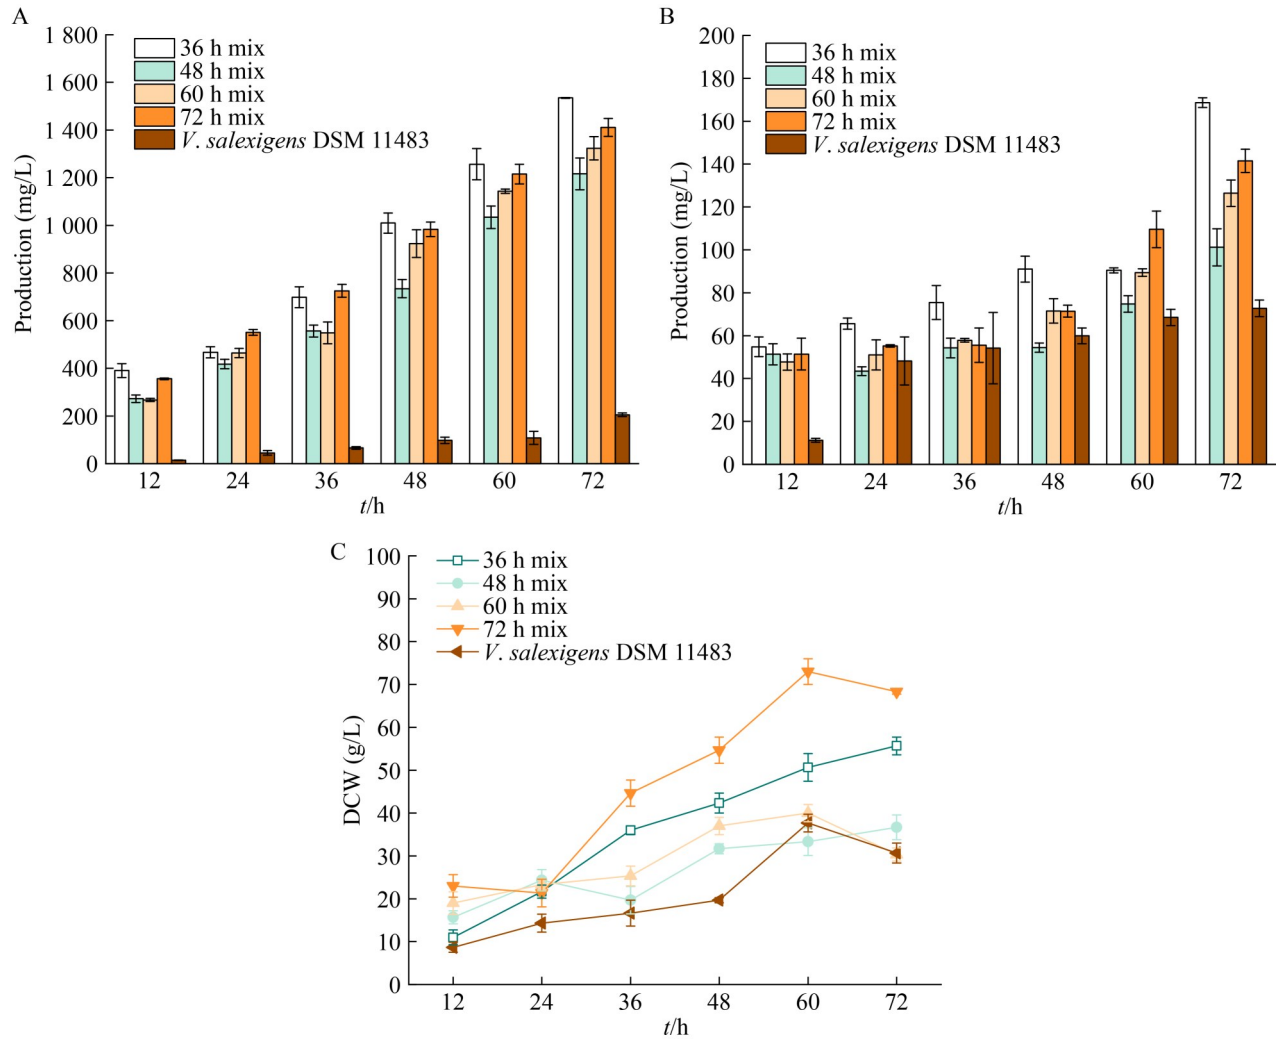 A
Production (mg/L)
1 800
1 600
1 400
1 200
1 000
800
600
400
200
0
36 h mix
48 h mix
60 h mix
72 h mix
V. salexigens DSM 11483
12 24 36 48 60 72
t/h
B
Production (mg/L)
200
180
160
140
120
100
80
60
40
20
0
36 h mix
48 h mix
60 h mix
72 h mix
V. salexigens DSM 11483
12 24 36 48 60 72
t/h
C
DCW (g/L)
100
90
80
70
60
50
40
30
20
10
0
36 h mix
48 h mix
60 h mix
72 h mix
V. salexigens DSM 11483
12 24 36 48 60 72
t/h